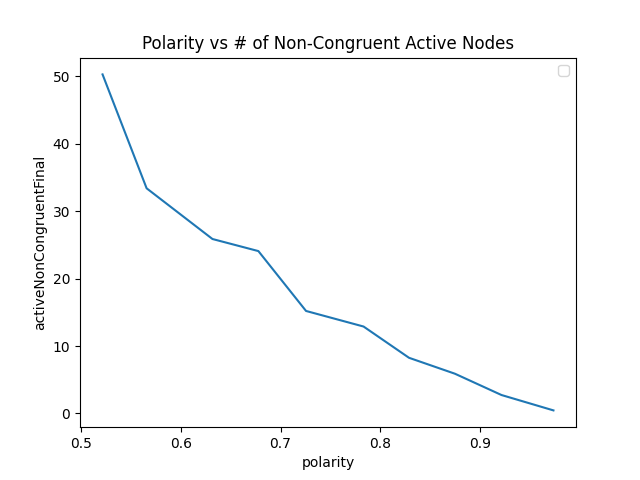 Polarity vs # of Non-Congruent Active Nodes
50
40
30
20
10
0
activeNonCongruentFinal
0.5 0.6 0.7 0.8 0.9
polarity